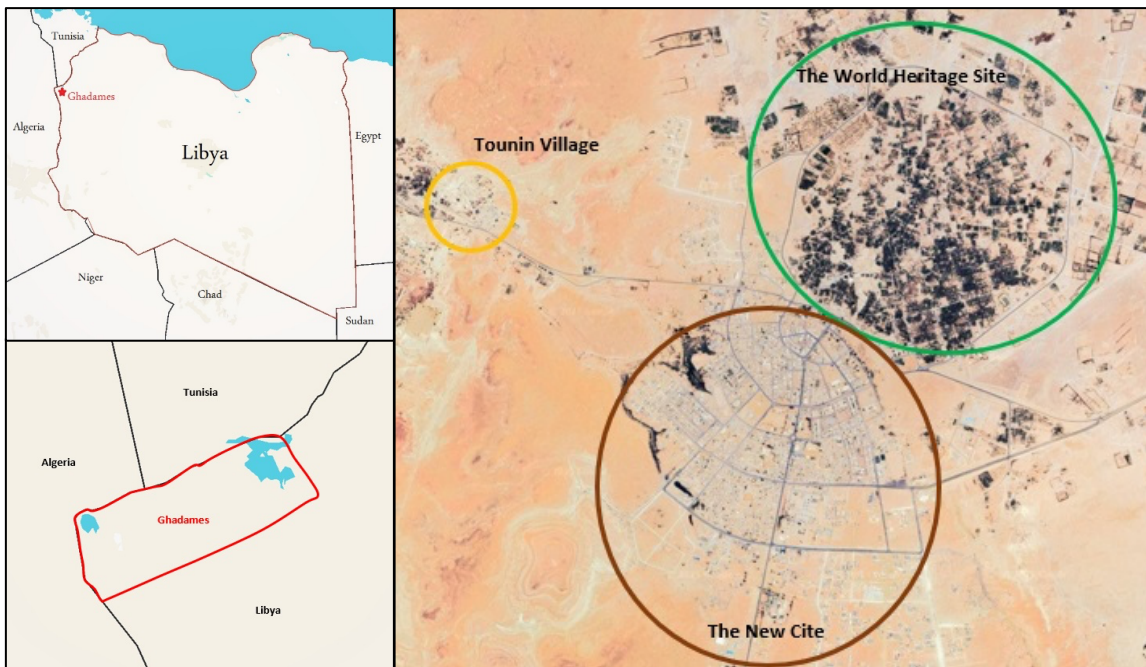 Tunisia
Ghadames
Algeria
Libya
Egypt
Niger
Chad
Sudan
Tunisia
Algeria
Ghadames
Libya
The World Heritage Site
Tounin Village
The New Cite